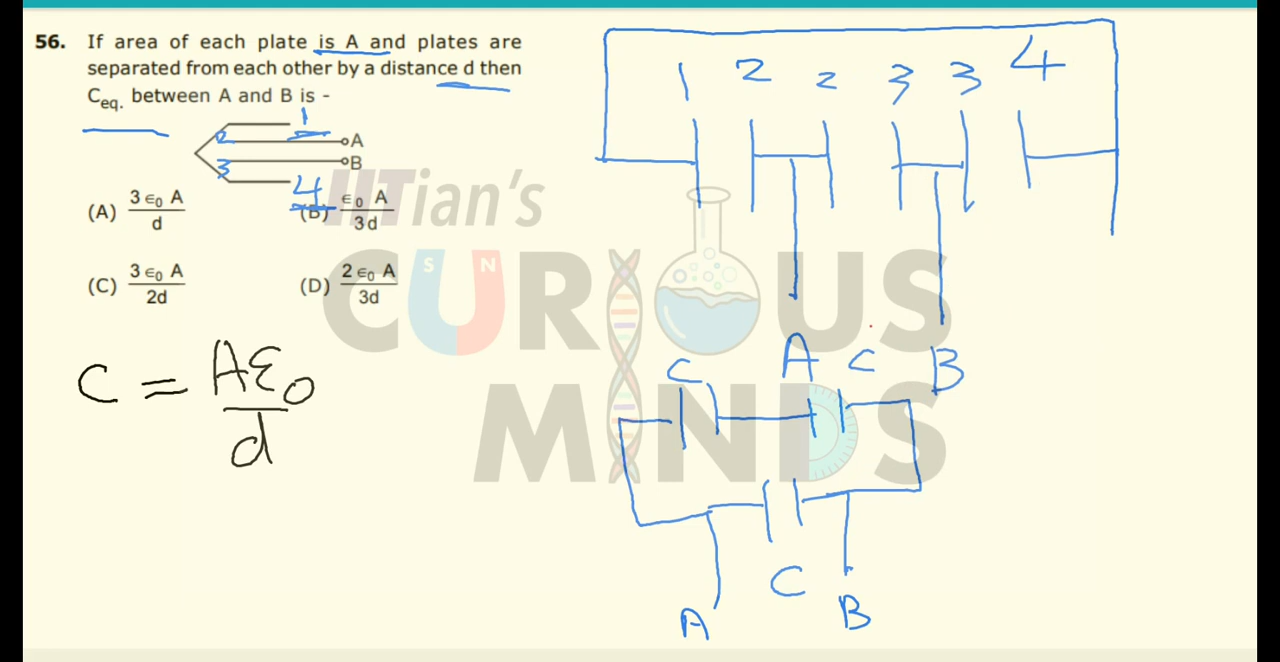 56. If area of each plate is A and plates are
separated from each other by a distance d then
Ceq. between A and B is -
1
2 A
3 B
4
(A) 3 ∈0 A / d
(B) ∈0 A / 3d
(C) 3 ∈0 A / 2d
(D) 2 ∈0 A / 3d
C = Aε0 / d
1 2 2 3 3 4
A B
C C
C
A B
IITian's
CURIOUS
S N
MINDS